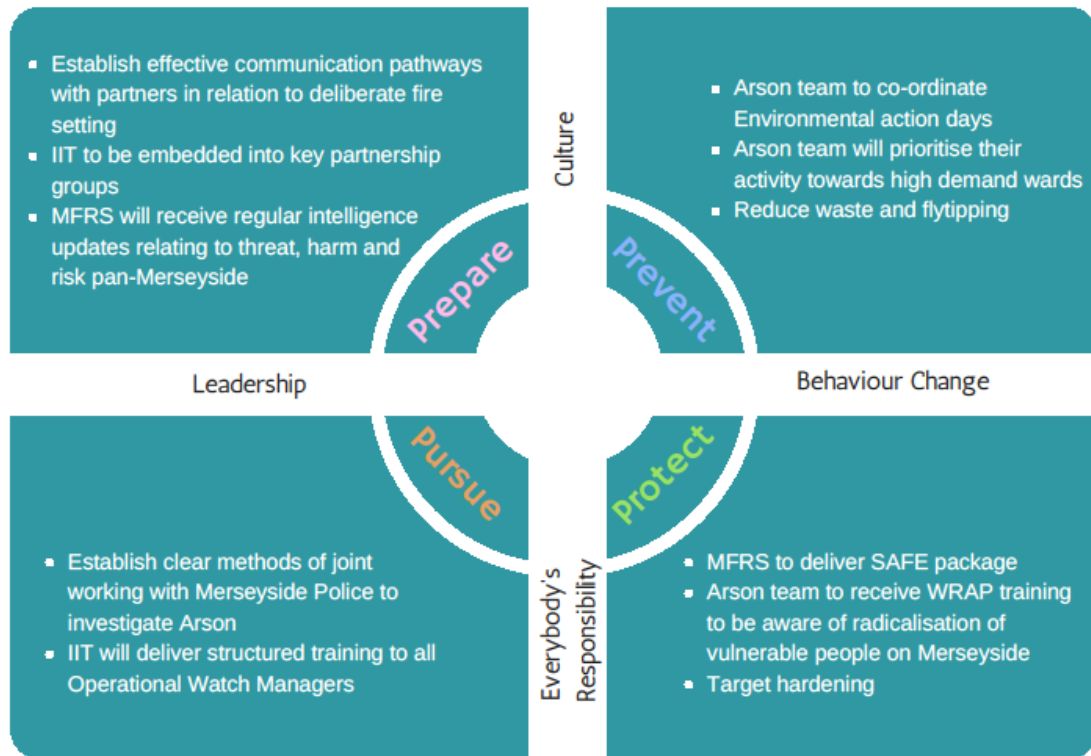 ▪ Establish effective communication pathways
with partners in relation to deliberate fire
setting
▪ IIT to be embedded into key partnership
groups
▪ MFRS will receive regular intelligence
updates relating to threat, harm and
risk pan-Merseyside
Culture
▪ Arson team to co-ordinate
Environmental action days
▪ Arson team will prioritise their
activity towards high demand wards
▪ Reduce waste and flytipping
Prepare
Prevent
Leadership
Behaviour Change
Pursue
Protect
▪ Establish clear methods of joint
working with Merseyside Police to
investigate Arson
▪ IIT will deliver structured training to all
Operational Watch Managers
Everybody's
Responsibility
▪ MFRS to deliver SAFE package
▪ Arson team to receive WRAP training
to be aware of radicalisation of
vulnerable people on Merseyside
▪ Target hardening